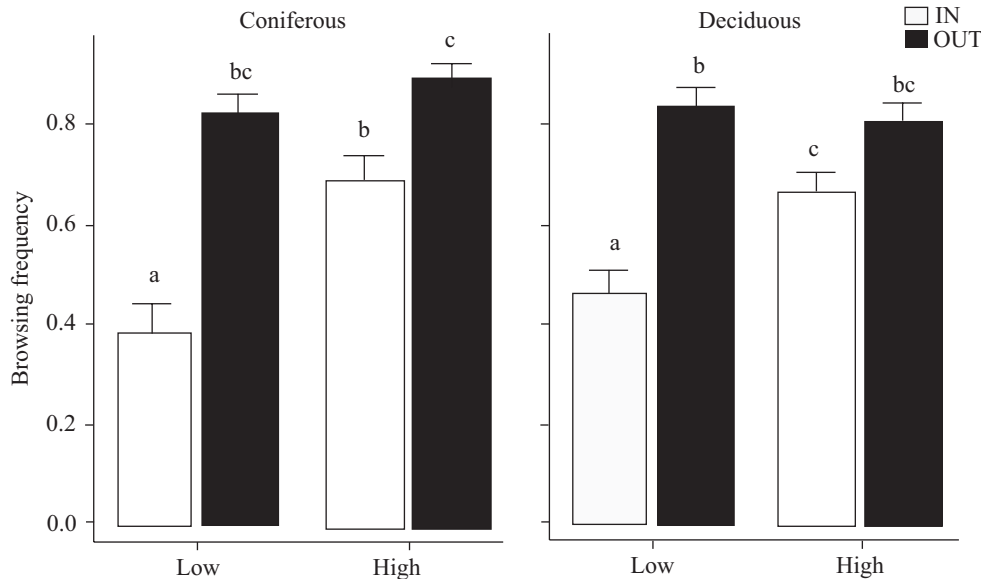 Coniferous
Deciduous
IN
OUT
Browsing frequency
0.8
0.6
0.4
0.2
0.0
a
bc
b
c
a
b
c
bc
Low
High
Low
High